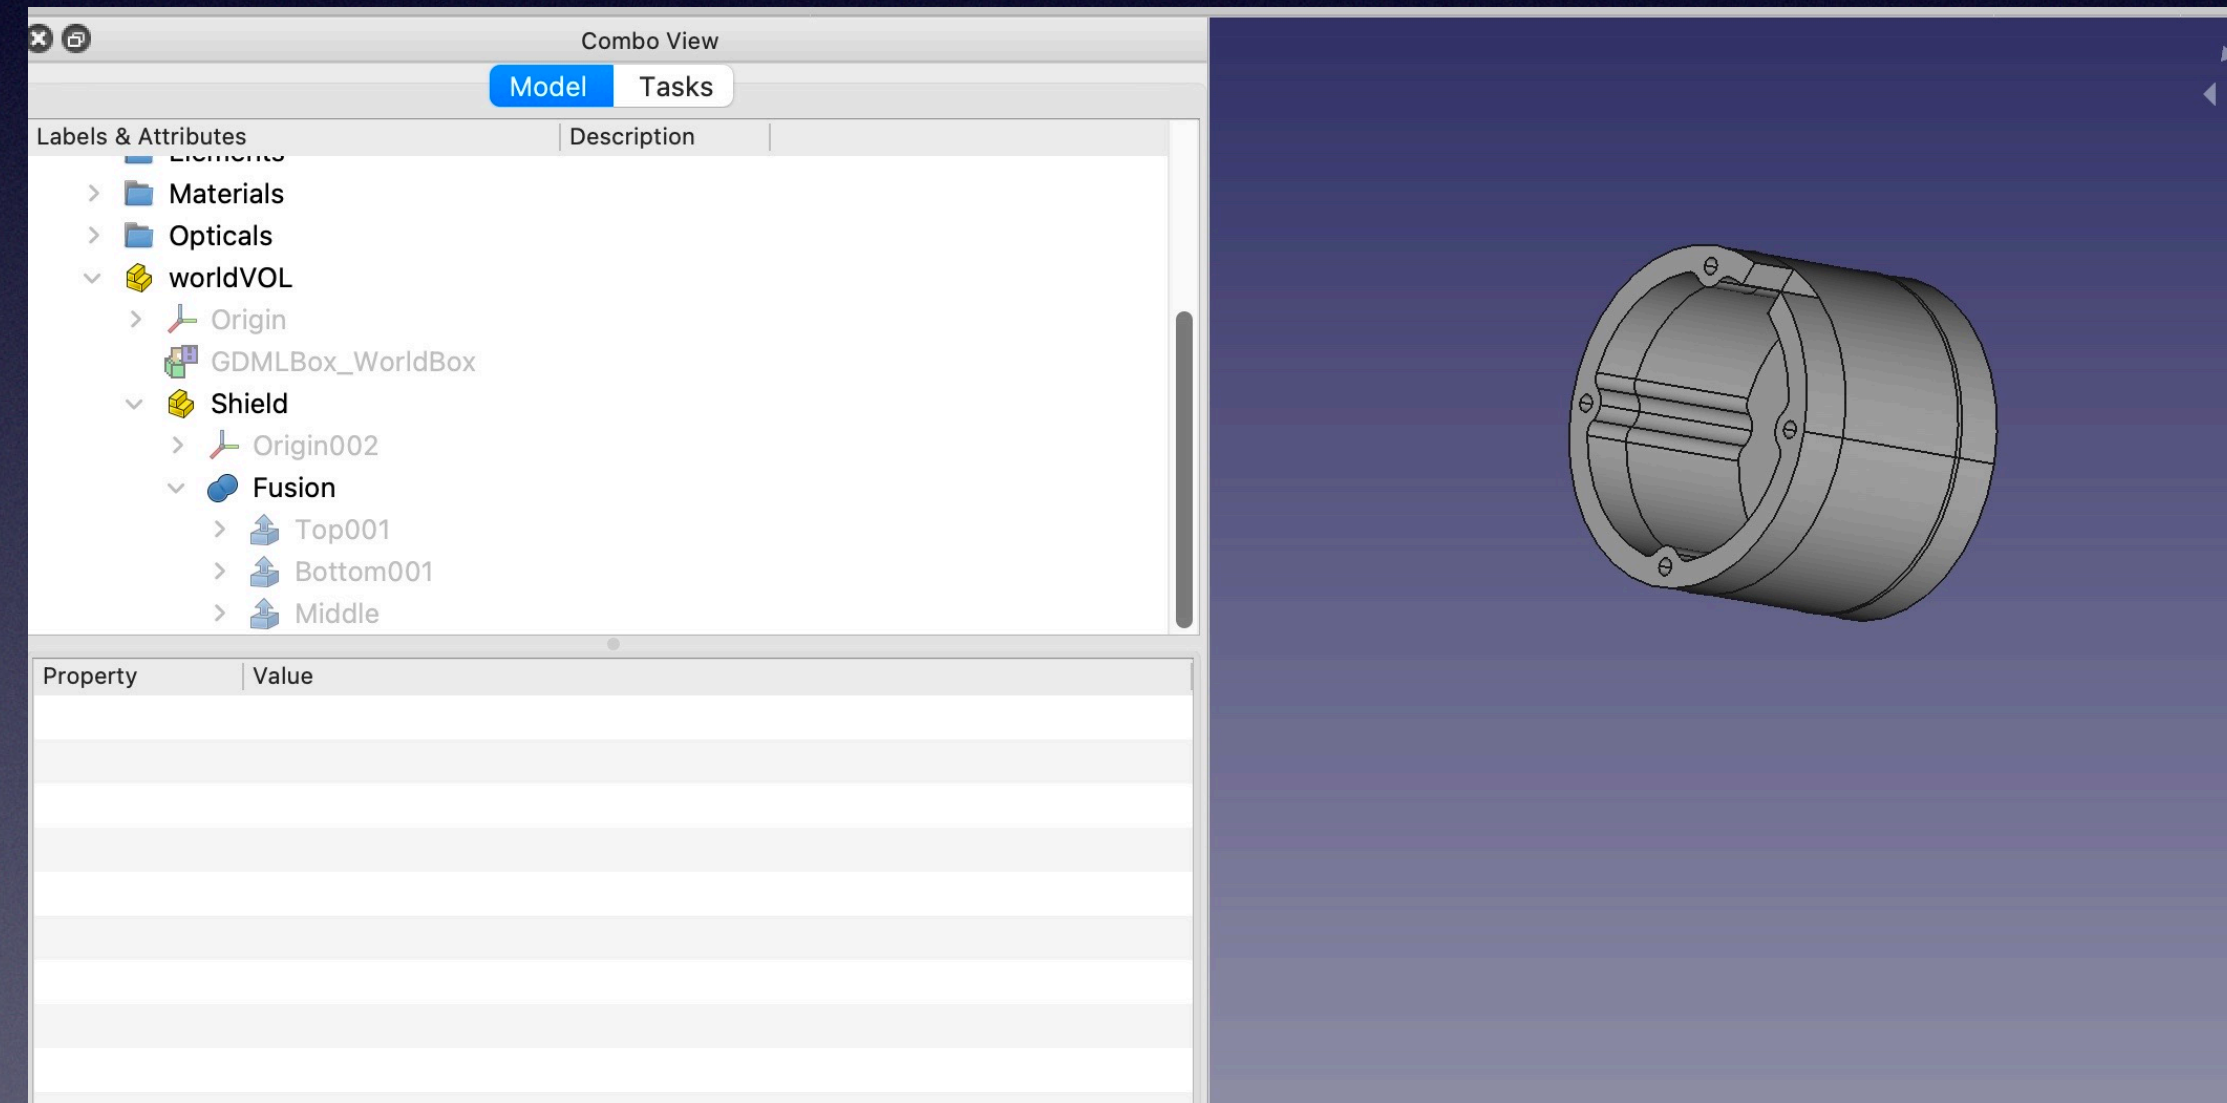 Combo View
Model Tasks
Labels & Attributes Description
Elements
Materials
Opticals
worldVOL
Origin
GDMLBox_WorldBox
Shield
Origin002
Fusion
Top001
Bottom001
Middle
Property Value